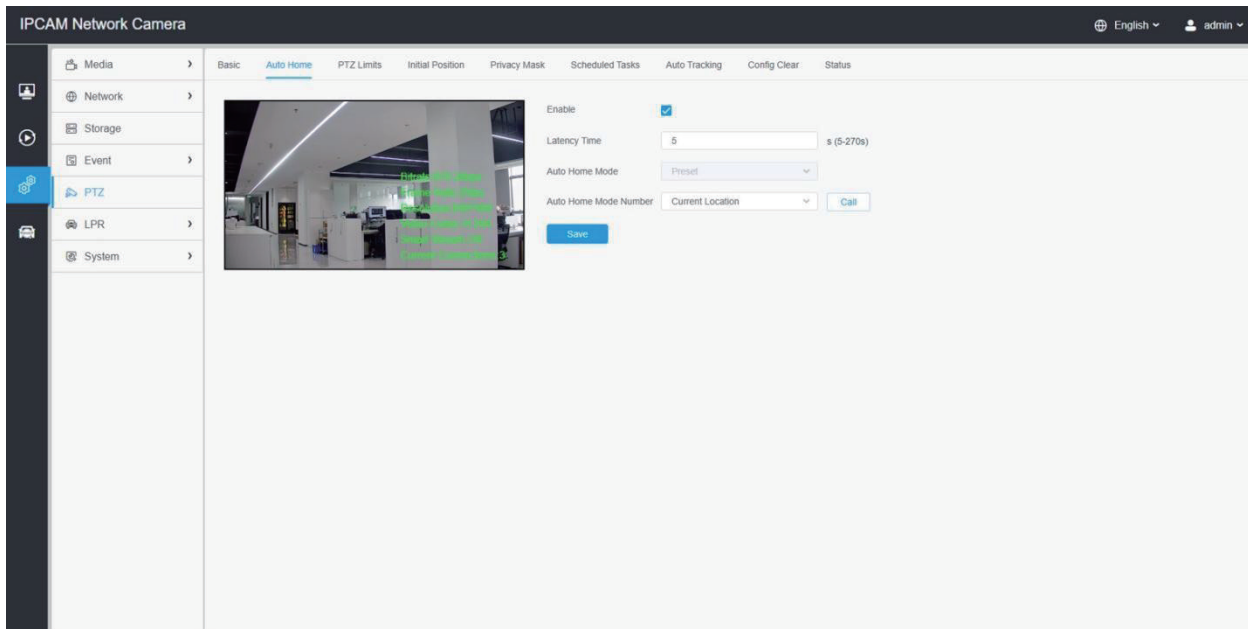 IPCAM Network Camera
English
admin
Media
Network
Storage
Event
PTZ
LPR
System
Basic Auto Home PTZ Limits Initial Position Privacy Mask Scheduled Tasks Auto Tracking Config Clear Status
Enable
Latency Time 5 s (5-270s)
Auto Home Mode Preset
Auto Home Mode Number Current Location Call
Save